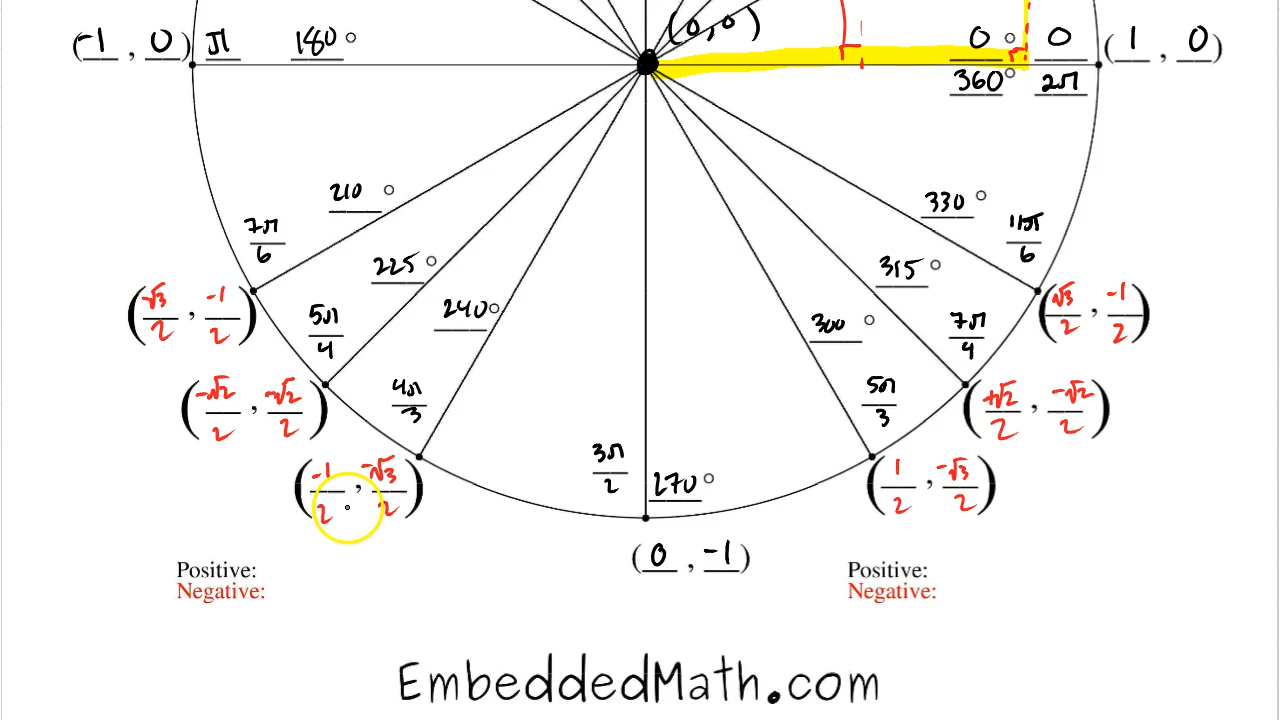 (0,0)
(-1, 0) π 180° 0° 0 (1, 0)
360° 2π
210° 330°
7π/6 11π/6
225° 315°
240° 300°
(-√3/2, -1/2) 5π/4 7π/4 (√3/2, -1/2)
(-√2/2, -√2/2) 4π/3 5π/3 (+√2/2, -√2/2)
(-1/2, -√3/2) 3π/2 270° (1/2, -√3/2)
(0, -1)
Positive: Positive:
Negative: Negative:
EmbeddedMath.com